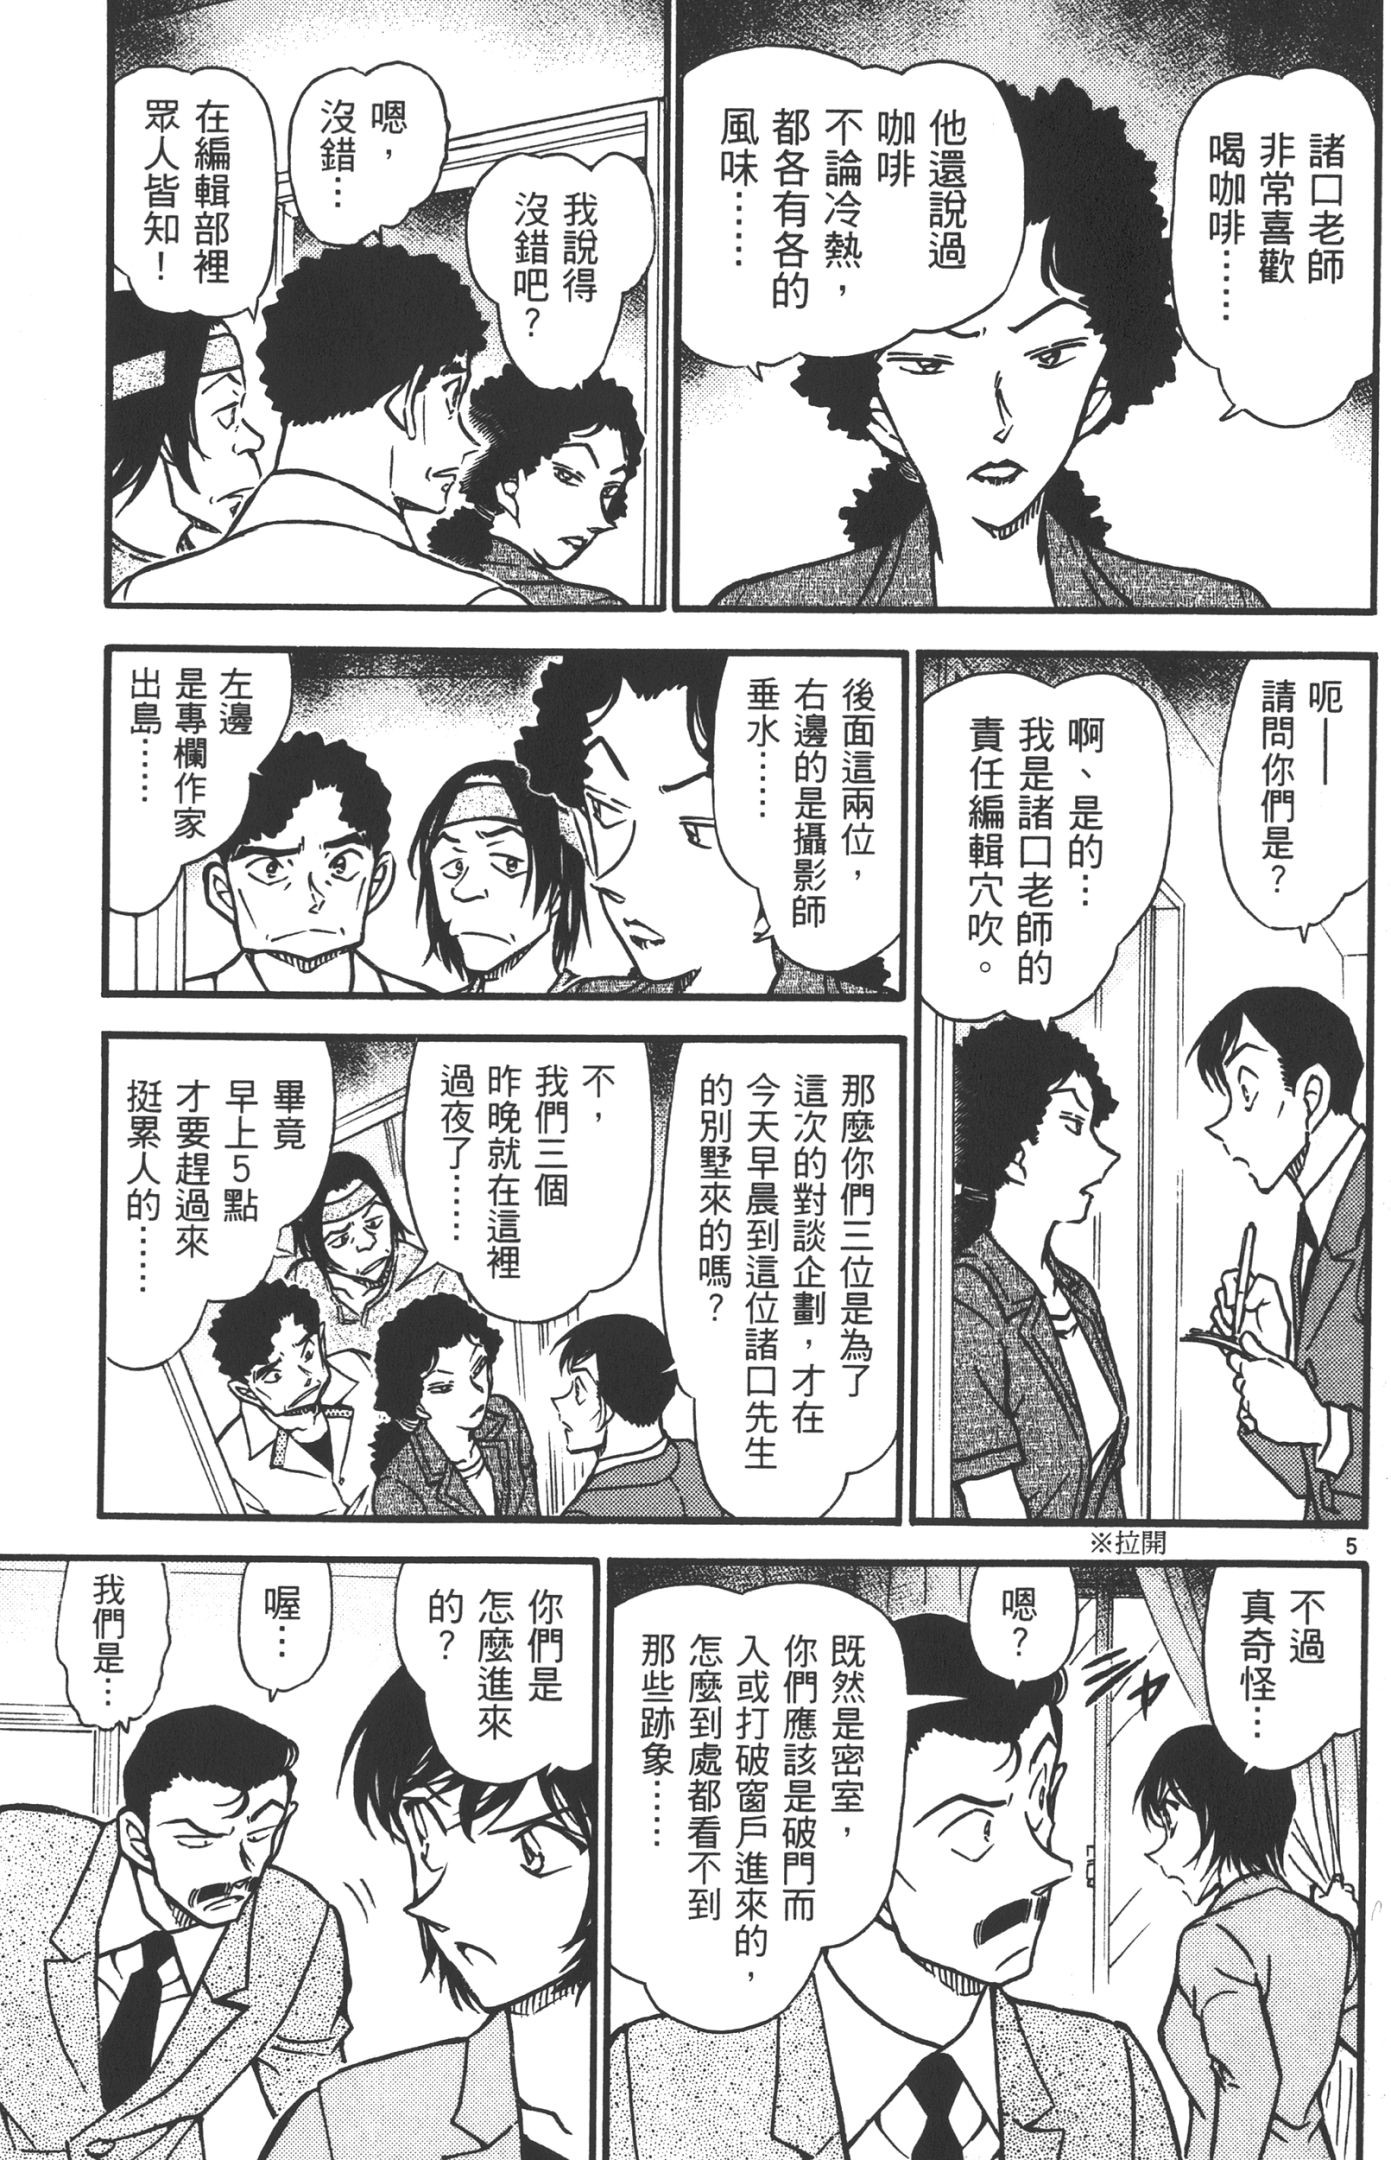 諸口老師
非常喜歡
喝咖啡……
他還說過
咖啡
不論冷熱，
都各有各的
風味……
我說得
沒錯吧？
嗯，
沒錯…
在編輯部裡
眾人皆知！
呃——
請問你們是？
啊、是的…
我是諸口老師的
責任編輯穴吹。
後面這兩位，
右邊的是攝影師
垂水……
左邊
是專欄作家
出島……
那麼你們三位是為了
這次的對談企劃，才在
今天早晨到這位諸口先生
的別墅來的嗎？
不，
我們三個
昨晚就在這裡
過夜了……
畢竟
早上5點
才要趕過來
挺累人的……
※拉開
5
不過
真奇怪…
嗯？
既然是密室，
你們應該是破門而
入或打破窗戶進來的，
怎麼到處都看不到
那些跡象……
你們是
怎麼進來
的？
喔…
我們是…